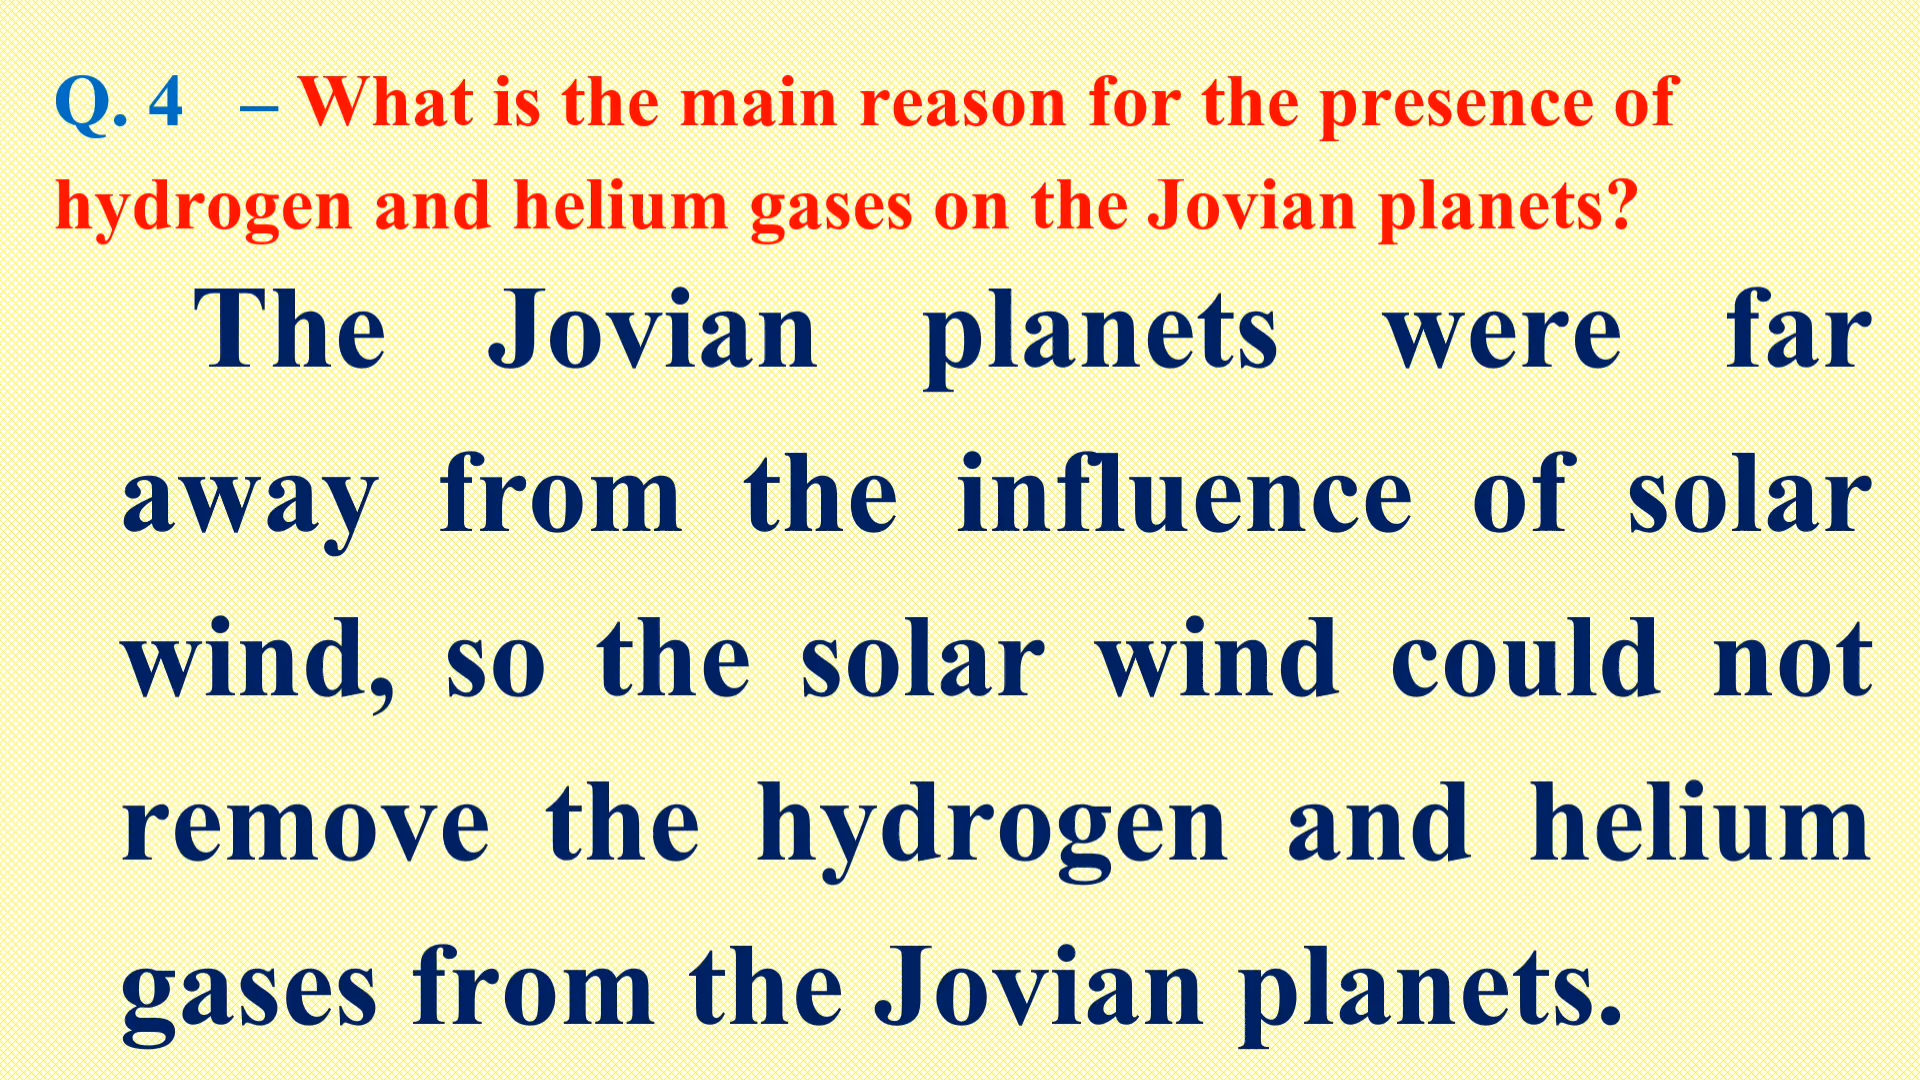 Q. 4 – What is the main reason for the presence of
hydrogen and helium gases on the Jovian planets?
The Jovian planets were far
away from the influence of solar
wind, so the solar wind could not
remove the hydrogen and helium
gases from the Jovian planets.